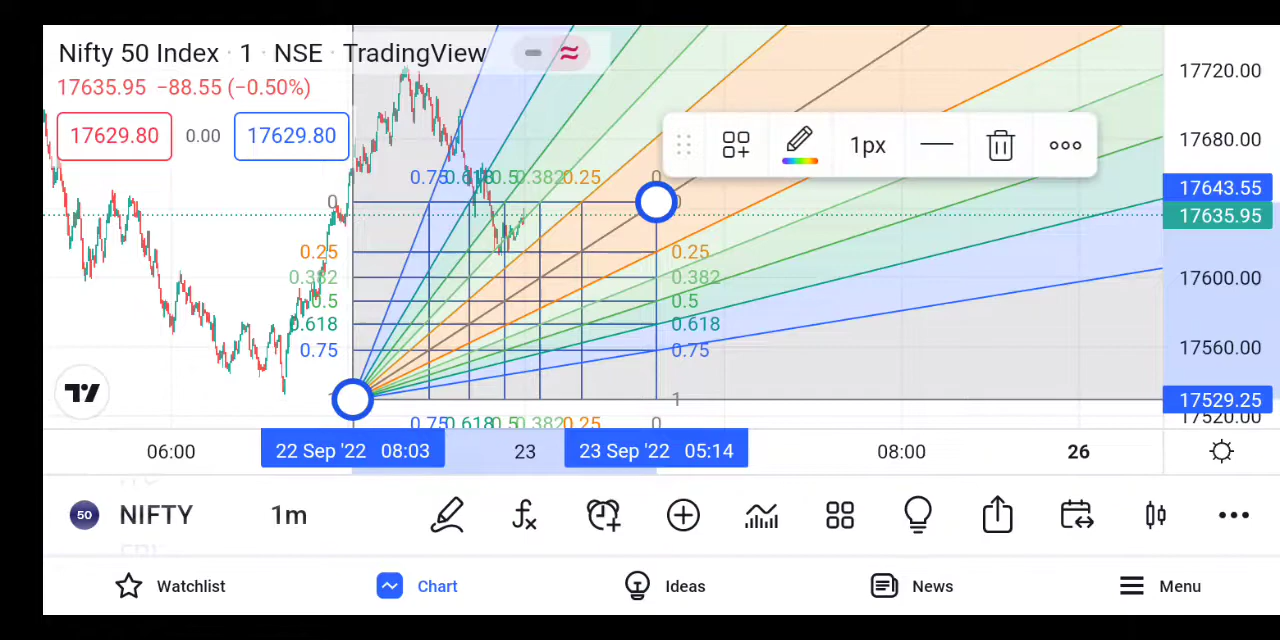 Nifty 50 Index · 1 · NSE · TradingView
17635.95 −88.55 (−0.50%)
17629.80 0.00 17629.80
17720.00
1px
17680.00
0.75 0.618 0.5 0.382 0.25 0
17643.55
0 0
17635.95
0.25 0.25
0.382 0.382 17600.00
0.5 0.5
0.618 0.618
0.75 0.75 17560.00
1 17529.25
17520.00
0.75 0.618 0.5 0.382 0.25 0
06:00 22 Sep '22 08:03 23 23 Sep '22 05:14 08:00 26
50 NIFTY 1m
Watchlist Chart Ideas News Menu